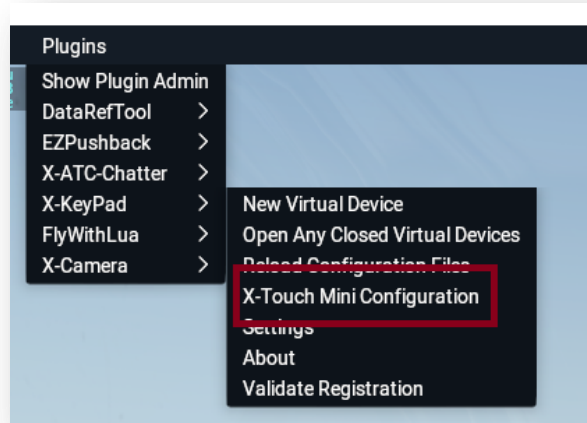 Plugins
Show Plugin Admin
DataRefTool
EZPushback
X-ATC-Chatter
X-KeyPad
FlyWithLua
X-Camera
New Virtual Device
Open Any Closed Virtual Devices
Reload Configuration Files
X-Touch Mini Configuration
Settings
About
Validate Registration